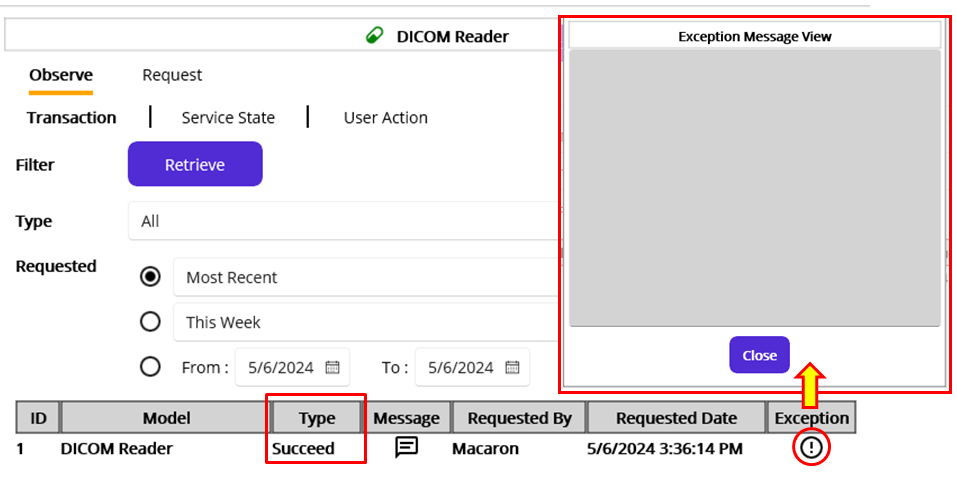 DICOM Reader
Exception Message View
Observe Request
Transaction Service State User Action
Filter Retrieve
Type All
Requested
Most Recent
This Week
From : 5/6/2024 To : 5/6/2024
Close
ID Model Type Message Requested By Requested Date Exception
1 DICOM Reader Succeed Macaron 5/6/2024 3:36:14 PM